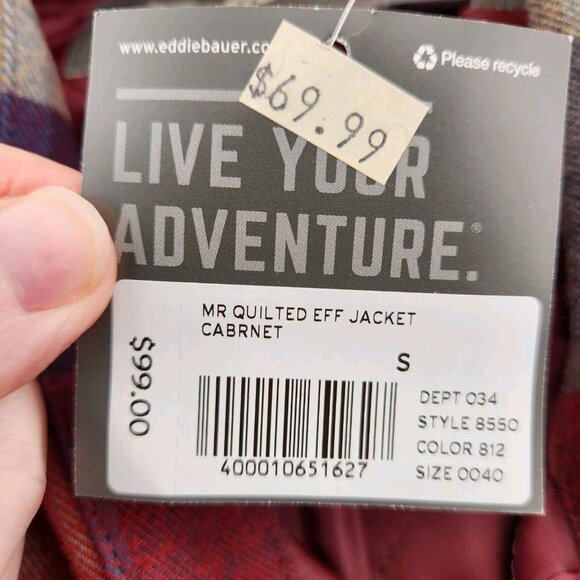 www.eddiebauer.co
Please recycle
$69.99
LIVE YOUR
ADVENTURE.®
MR QUILTED EFF JACKET
CABRNET
S
$99.00
400010651627
DEPT 034
STYLE 8550
COLOR 812
SIZE 0040